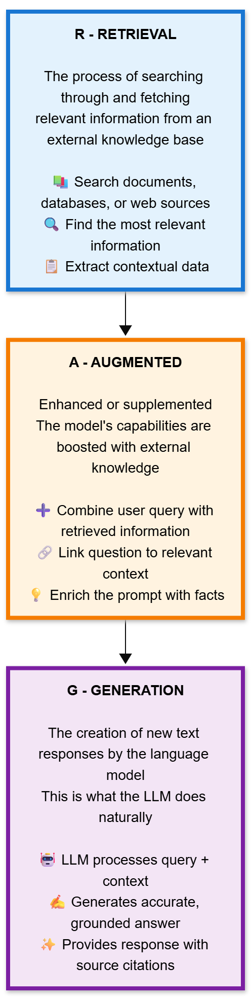 R - RETRIEVAL
The process of searching
through and fetching
relevant information from an
external knowledge base
📚 Search documents,
databases, or web sources
🔍 Find the most relevant
information
📋 Extract contextual data
A - AUGMENTED
Enhanced or supplemented
The model's capabilities are
boosted with external
knowledge
➕ Combine user query with
retrieved information
🔗 Link question to relevant
context
💡 Enrich the prompt with facts
G - GENERATION
The creation of new text
responses by the language
model
This is what the LLM does
naturally
🤖 LLM processes query +
context
✍️ Generates accurate,
grounded answer
✨ Provides response with
source citations